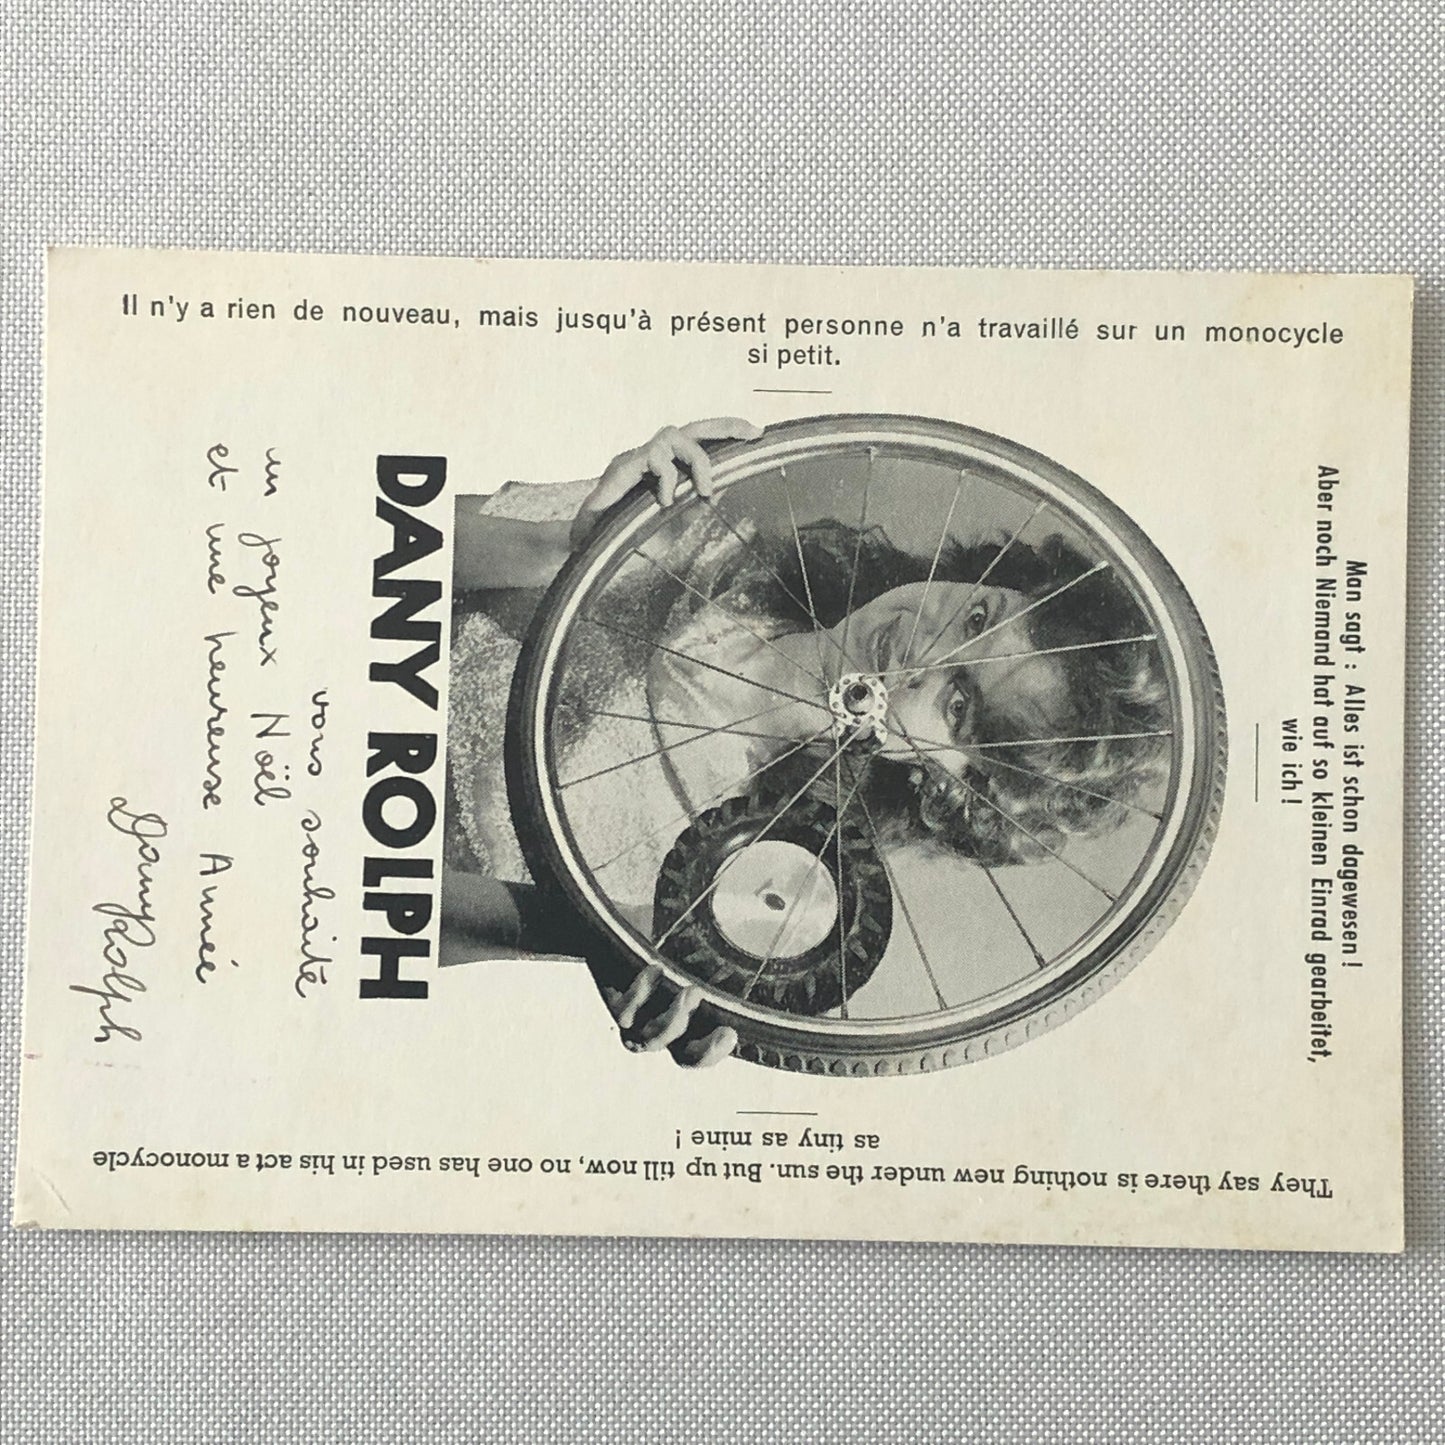 Il n'y a rien de nouveau, mais jusqu'à présent personne n'a travaillé sur un monocycle
si petit.
Man sagt : Alles ist schon dagewesen!
Aber noch Niemand hat auf so kleinen Einrad gearbeitet,
wie ich !
They say there is nothing new under the sun. But up till now, no one has used in his act a monocycle
as tiny as mine !
DANY ROLPH
vous souhaite
un joyeux Noël
et une heureuse Année
Dany Rolph